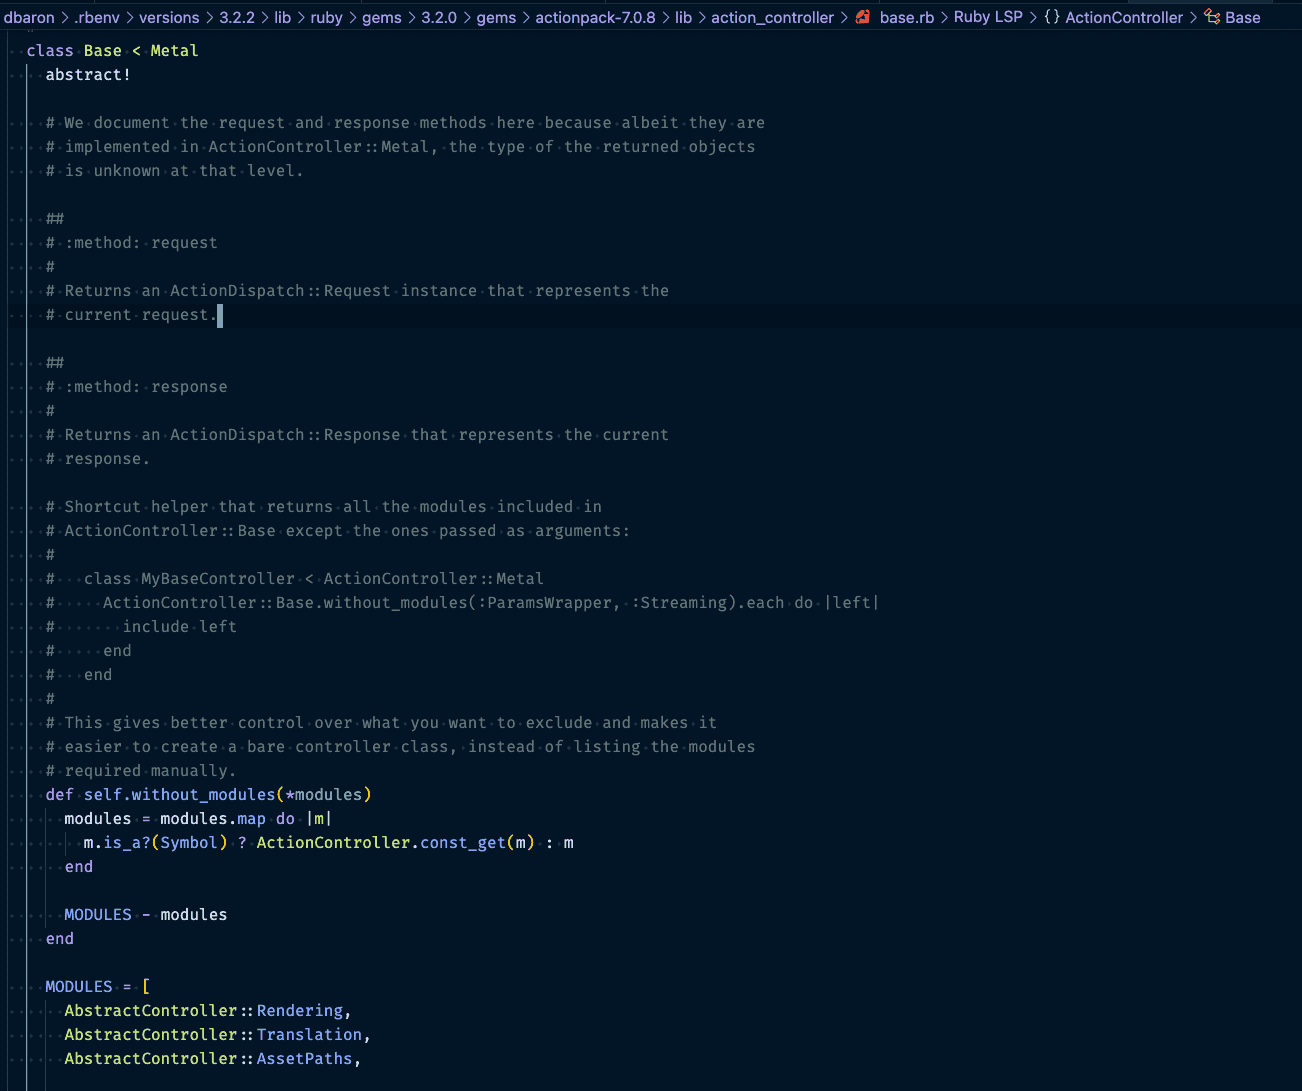 dbaron > .rbenv > versions > 3.2.2 > lib > ruby > gems > 3.2.0 > gems > actionpack-7.0.8 > lib > action_controller > base.rb > Ruby LSP > {} ActionController > Base
class Base < Metal
abstract!
# We document the request and response methods here because albeit they are
# implemented in ActionController::Metal, the type of the returned objects
# is unknown at that level.
##
# :method: request
#
# Returns an ActionDispatch::Request instance that represents the
# current request.
##
# :method: response
#
# Returns an ActionDispatch::Response that represents the current
# response.
# Shortcut helper that returns all the modules included in
# ActionController::Base except the ones passed as arguments:
#
#   class MyBaseController < ActionController::Metal
#     ActionController::Base.without_modules(:ParamsWrapper, :Streaming).each do |left|
#       include left
#     end
#   end
#
# This gives better control over what you want to exclude and makes it
# easier to create a bare controller class, instead of listing the modules
# required manually.
def self.without_modules(*modules)
modules = modules.map do |m|
m.is_a?(Symbol) ? ActionController.const_get(m) : m
end
MODULES - modules
end
MODULES = [
AbstractController::Rendering,
AbstractController::Translation,
AbstractController::AssetPaths,